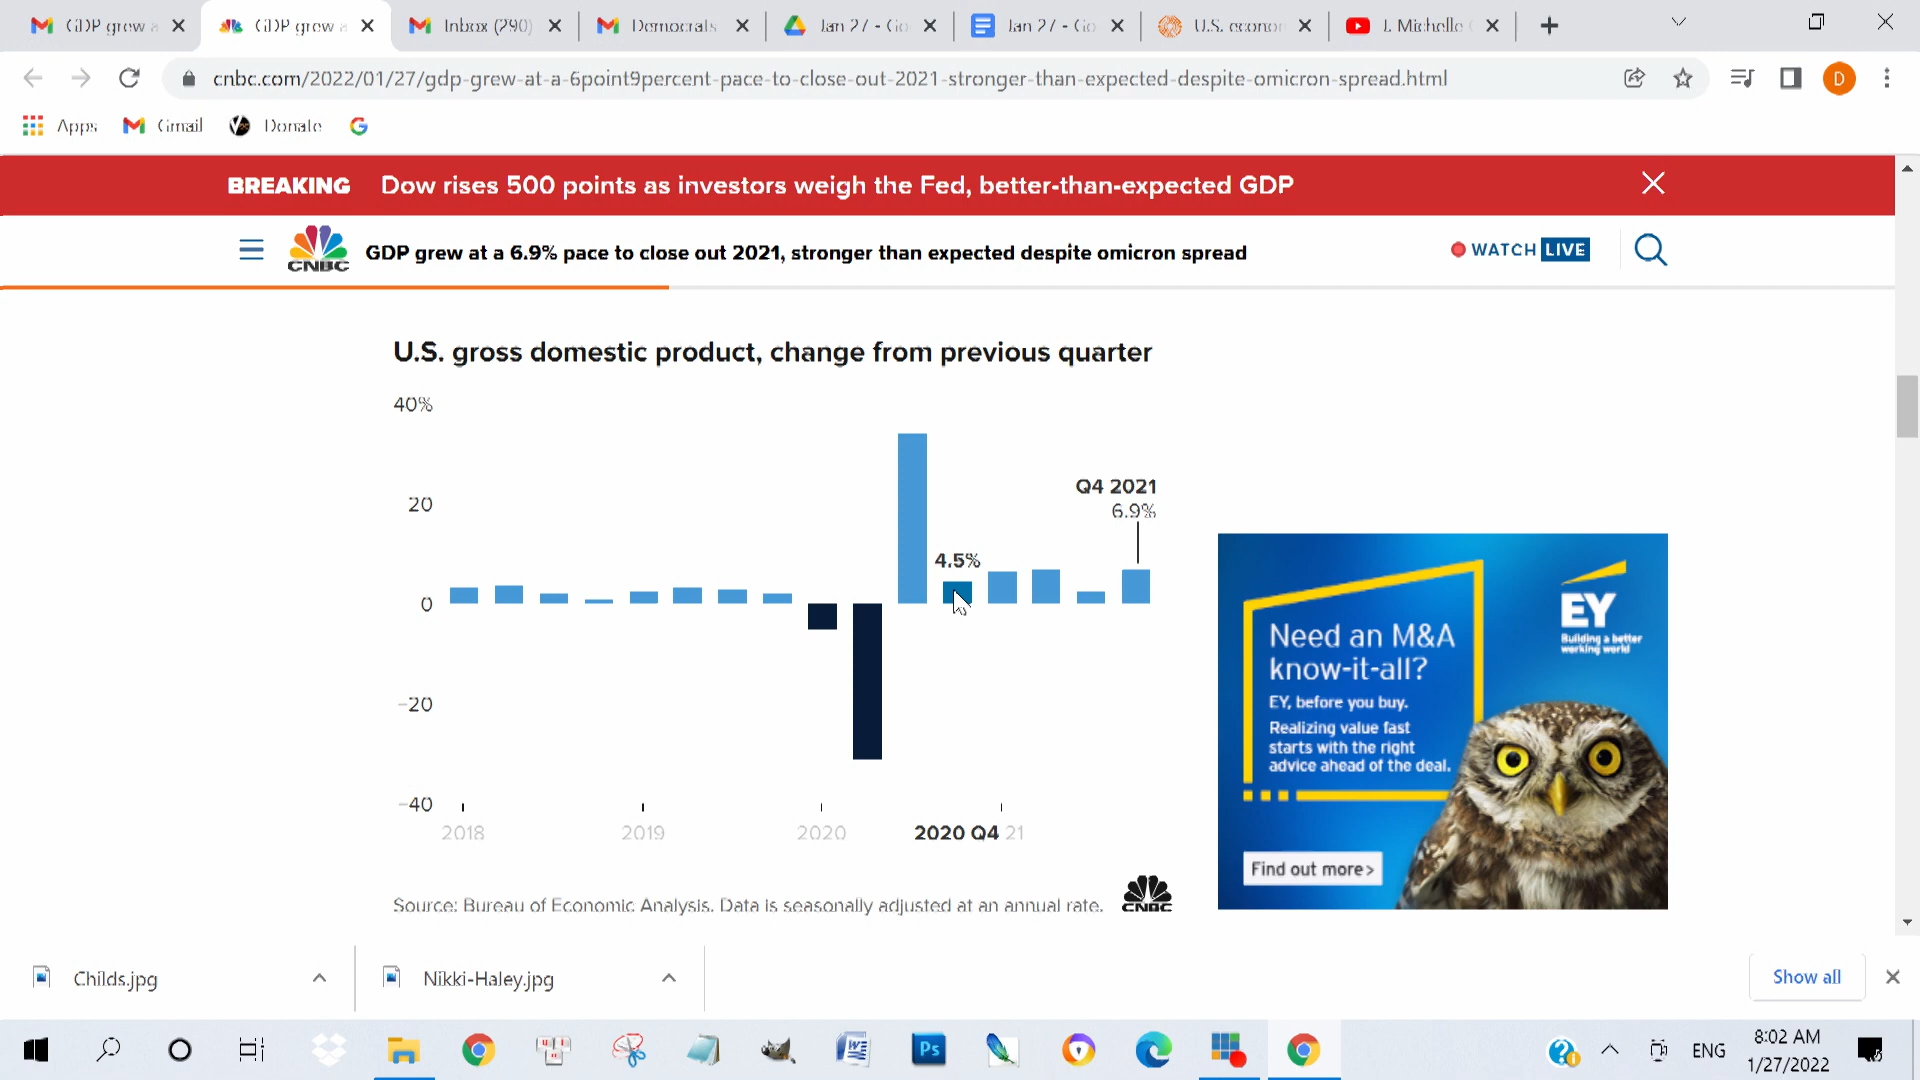 GDP grew a
GDP grew a
Inbox (290)
Democrats
Jan 27 - Go
Jan 27 - Go
U.S. econor
J. Michelle
cnbc.com/2022/01/27/gdp-grew-at-a-6point9percent-pace-to-close-out-2021-stronger-than-expected-despite-omicron-spread.html
D
Apps
Gmail
Donate
BREAKING Dow rises 500 points as investors weigh the Fed, better-than-expected GDP
CNBC
GDP grew at a 6.9% pace to close out 2021, stronger than expected despite omicron spread
WATCH LIVE
U.S. gross domestic product, change from previous quarter
40%
20
0
-20
-40
4.5%
Q4 2021
6.9%
2018
2019
2020
2020 Q4
21
Source: Bureau of Economic Analysis. Data is seasonally adjusted at an annual rate.
CNBC
EY
Building a better
working world
Need an M&A
know-it-all?
EY, before you buy.
Realizing value fast
starts with the right
advice ahead of the deal.
Find out more >
Childs.jpg
Nikki-Haley.jpg
Show all
Ps
ENG
8:02 AM
1/27/2022